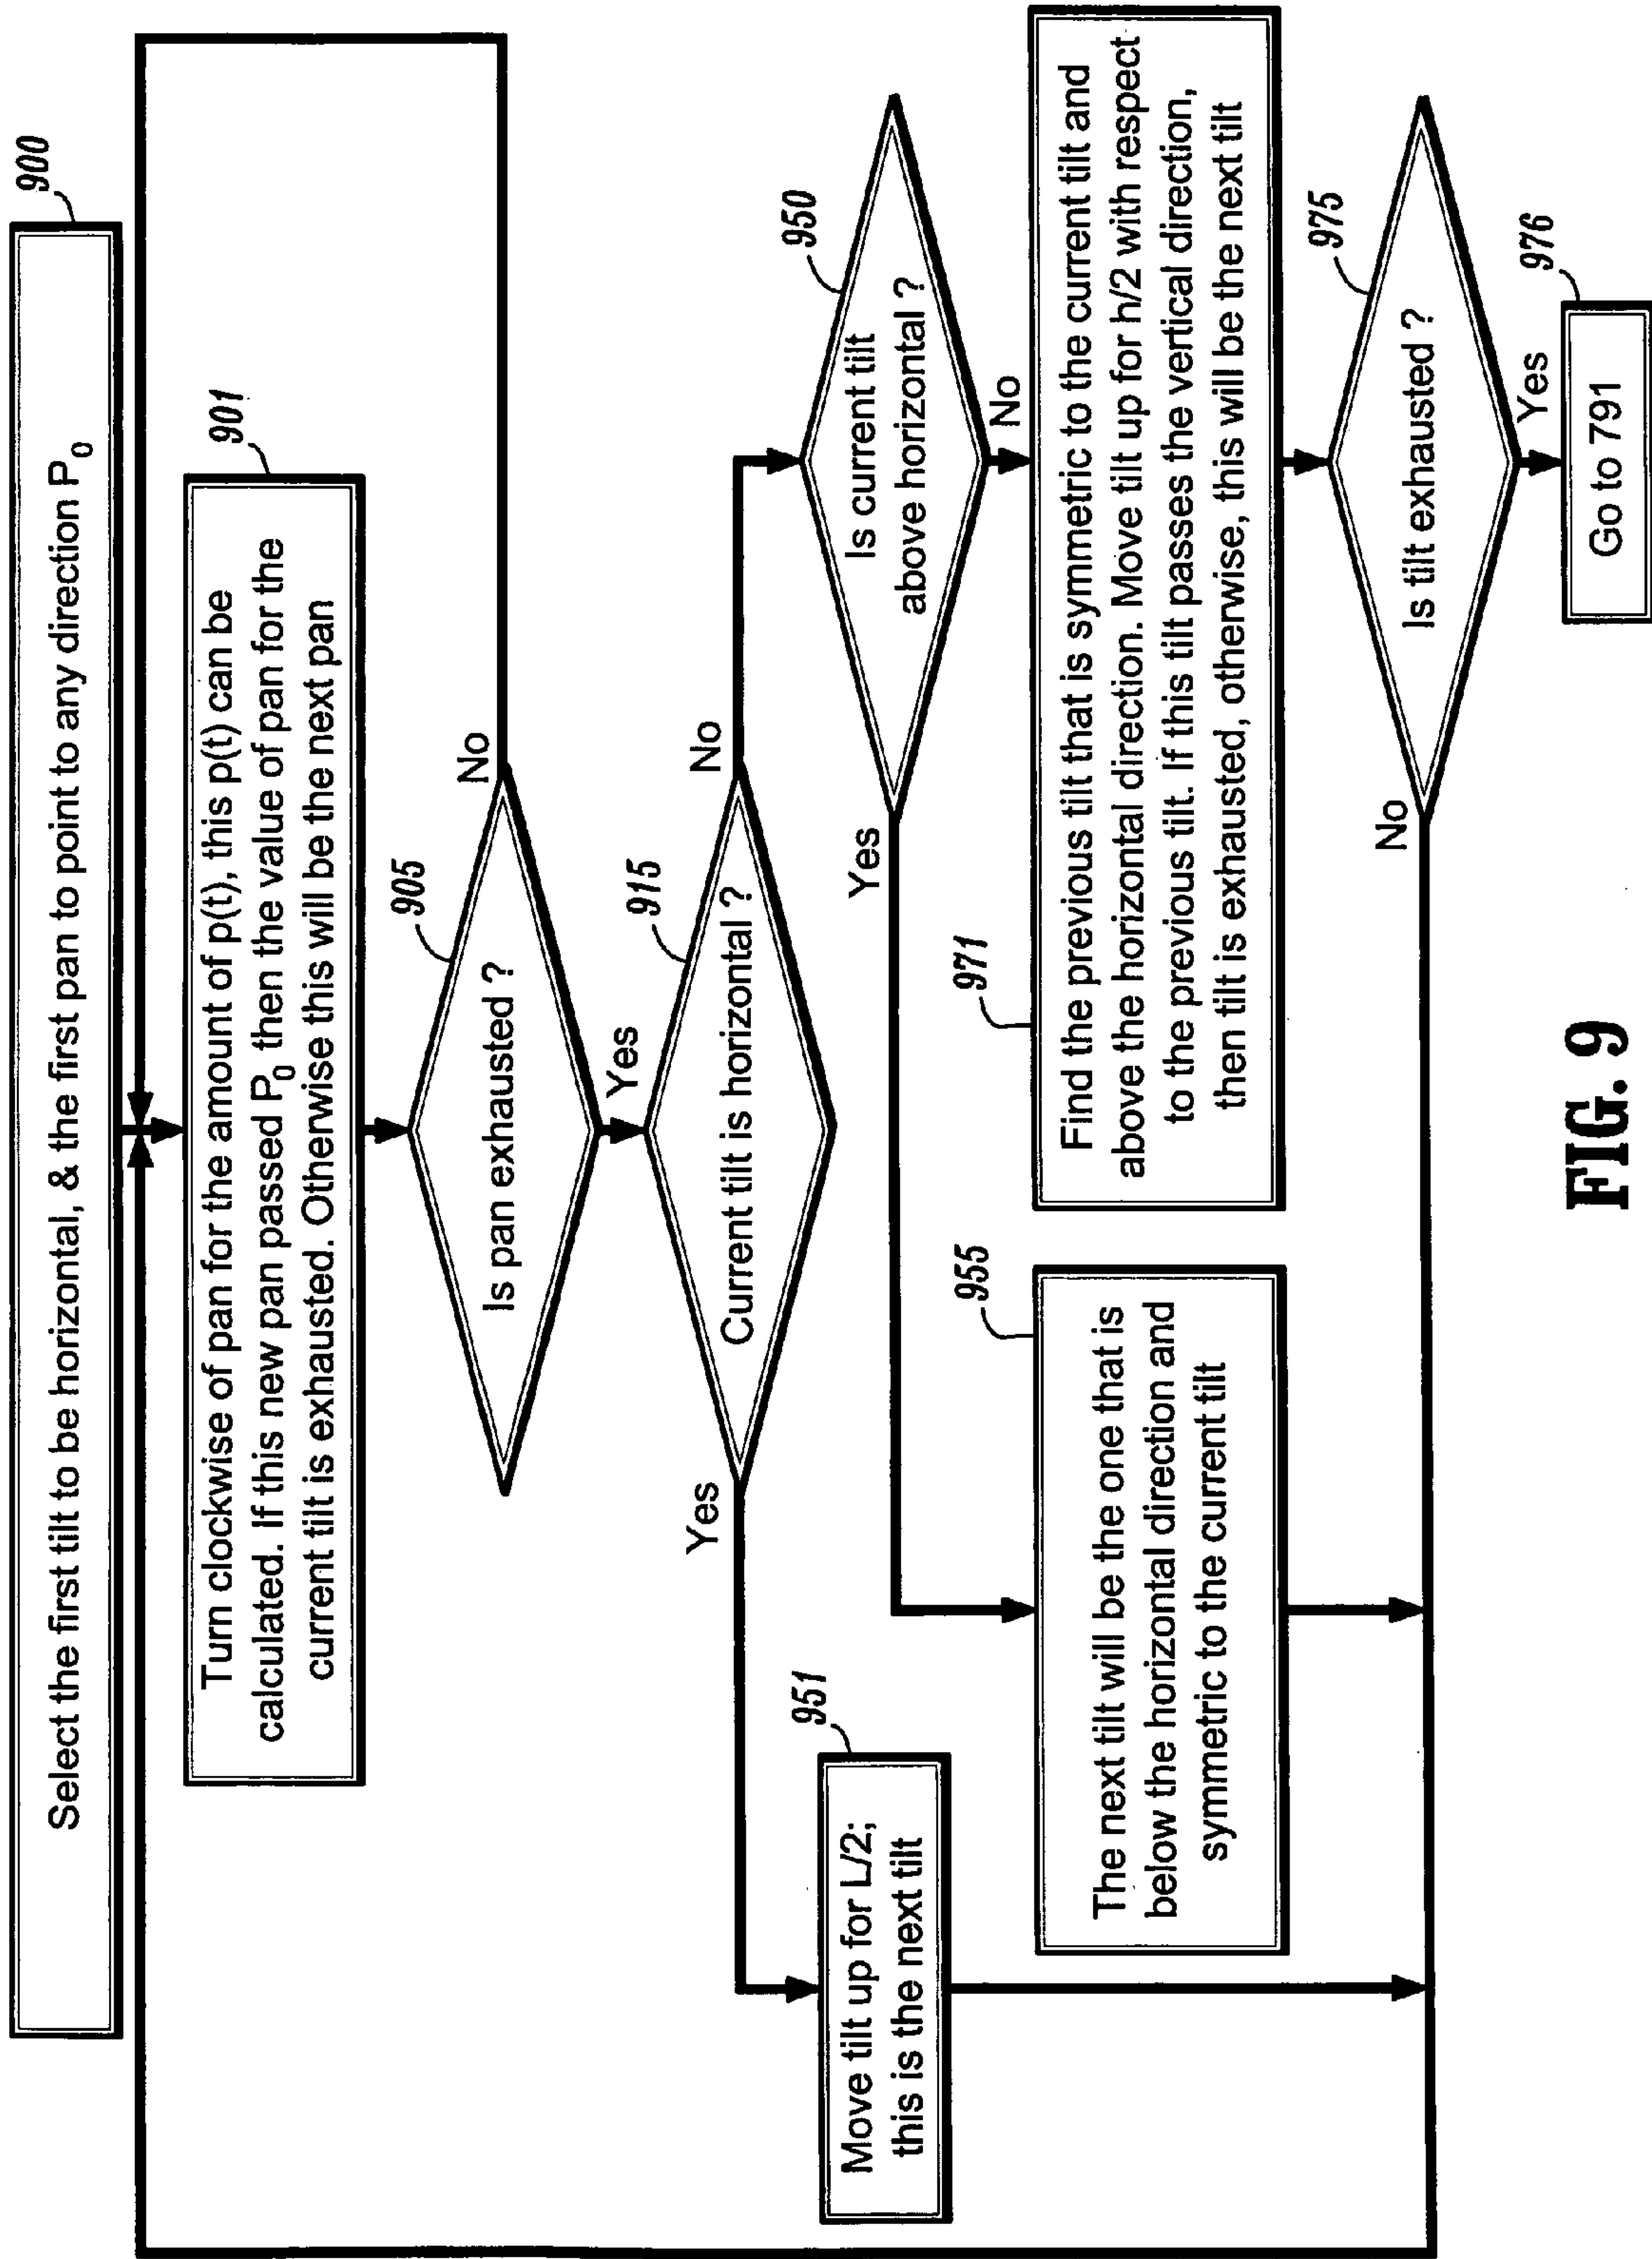 900
Select the first tilt to be horizontal, & the first pan to point to any direction P0
901
Turn clockwise of pan for the amount of p(t), this p(t) can be
calculated. If this new pan passed P0 then the value of pan for the
current tilt is exhausted. Otherwise this will be the next pan
905
Is pan exhausted ?
No
Yes
915
Current tilt is horizontal ?
Yes
No
951
Move tilt up for L/2;
this is the next tilt
950
Is current tilt
above horizontal ?
Yes
No
955
The next tilt will be the one that is
below the horizontal direction and
symmetric to the current tilt
971
Find the previous tilt that is symmetric to the current tilt and
above the horizontal direction. Move tilt up for h/2 with respect
to the previous tilt. If this tilt passes the vertical direction,
then tilt is exhausted, otherwise, this will be the next tilt
975
Is tilt exhausted ?
No
Yes
976
Go to 791
FIG. 9